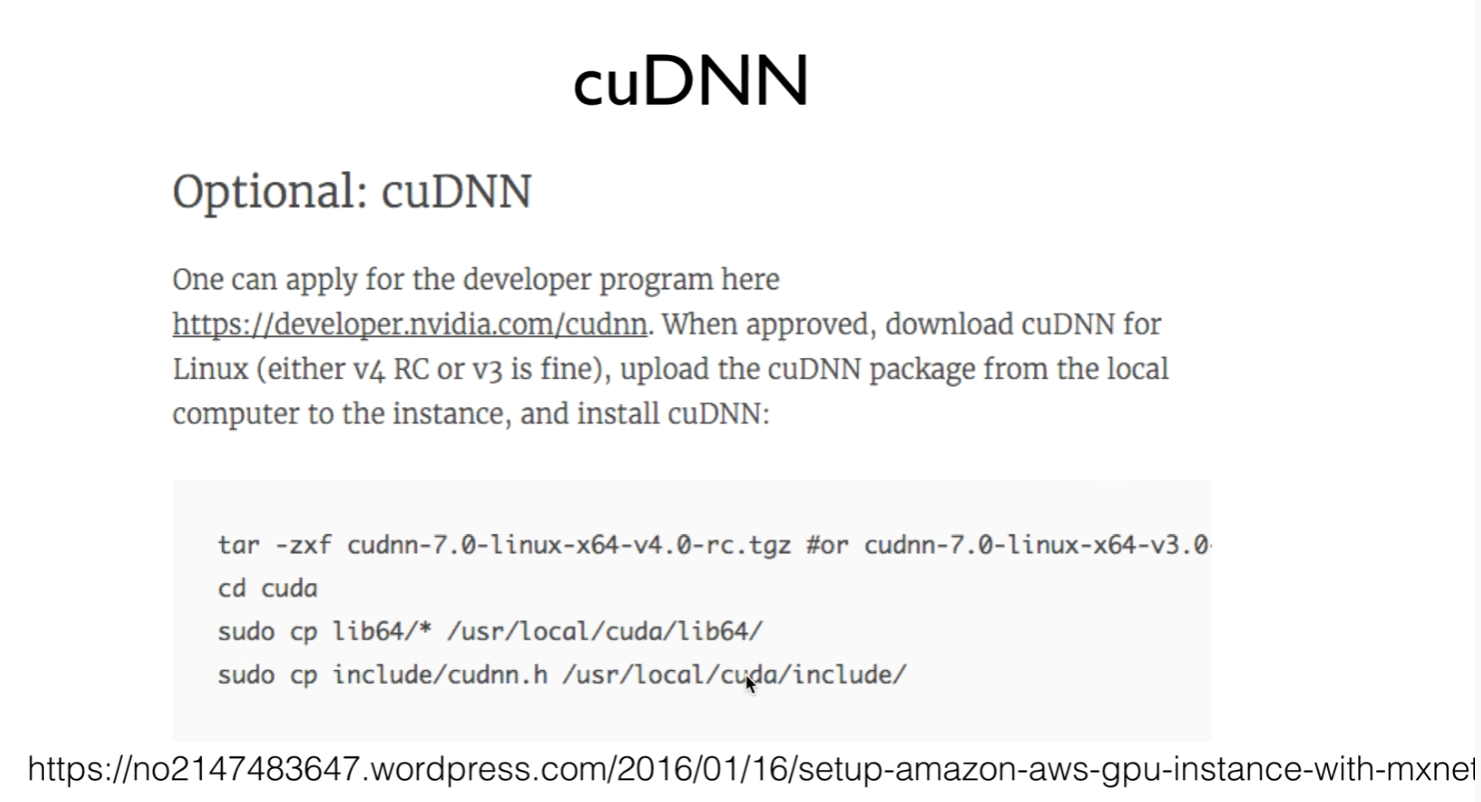 cuDNN
Optional: cuDNN
One can apply for the developer program here
https://developer.nvidia.com/cudnn. When approved, download cuDNN for
Linux (either v4 RC or v3 is fine), upload the cuDNN package from the local
computer to the instance, and install cuDNN:
tar -zxf cudnn-7.0-linux-x64-v4.0-rc.tgz #or cudnn-7.0-linux-x64-v3.0-
cd cuda
sudo cp lib64/* /usr/local/cuda/lib64/
sudo cp include/cudnn.h /usr/local/cuda/include/
https://no2147483647.wordpress.com/2016/01/16/setup-amazon-aws-gpu-instance-with-mxnet